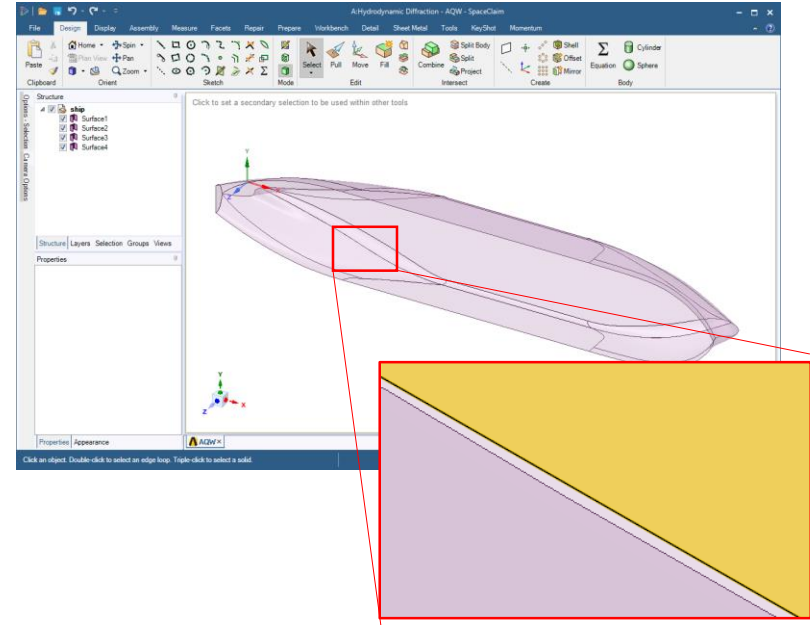 A:Hydrodynamic Diffraction - AQW - SpaceClaim
File Design Display Assembly Measure Facets Repair Prepare Workbench Detail Sheet Metal Tools KeyShot Momentum
Home Spin Shell Cylinder
Plan View Pan Split Body Offset Sphere
Zoom Split Mirror
Paste Select Pull Move Fill Combine Project Equation
Clipboard Orient Sketch Mode Edit Intersect Create Body
Options - Selection Camera Options
Structure
ship
Surface1
Surface2
Surface3
Surface4
Structure Layers Selection Groups Views
Properties
Properties Appearance
Click to set a secondary selection to be used within other tools
Y
Z
Y
Z X
AQW
Click an object. Double-click to select an edge loop. Triple-click to select a solid.